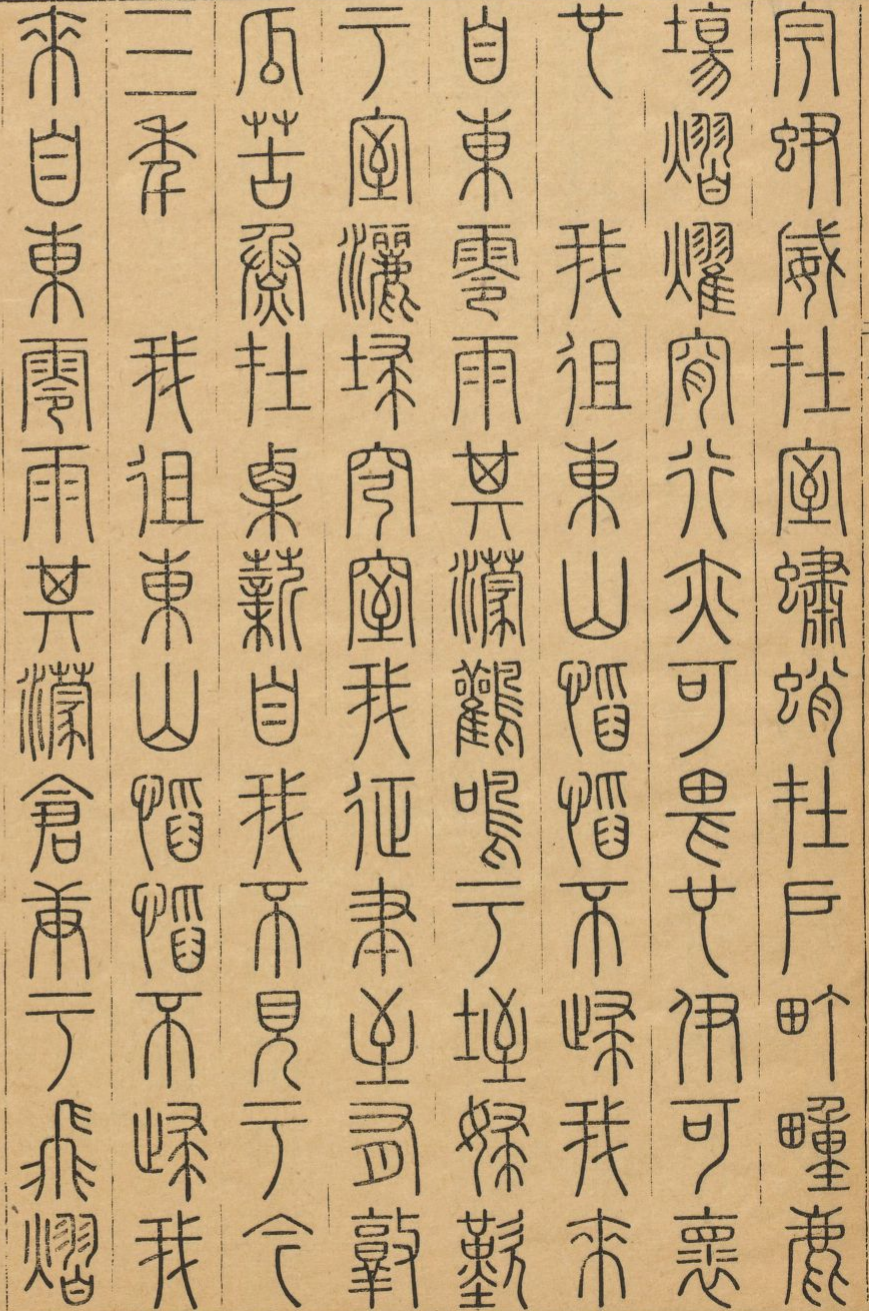 宇蛜威在室蠨蛸在戶町畽鹿
場熠燿宵行亦可畏也伊可褱
也　我徂東山慆慆不歸我來
自東零雨其濛鸛鳴于垤婦歎
于室灑埽穹窒我征聿至有敦
瓜苦烝在栗薪自我不見于今
三年　我徂東山慆慆不歸我
來自東零雨其濛倉庚于飛熠